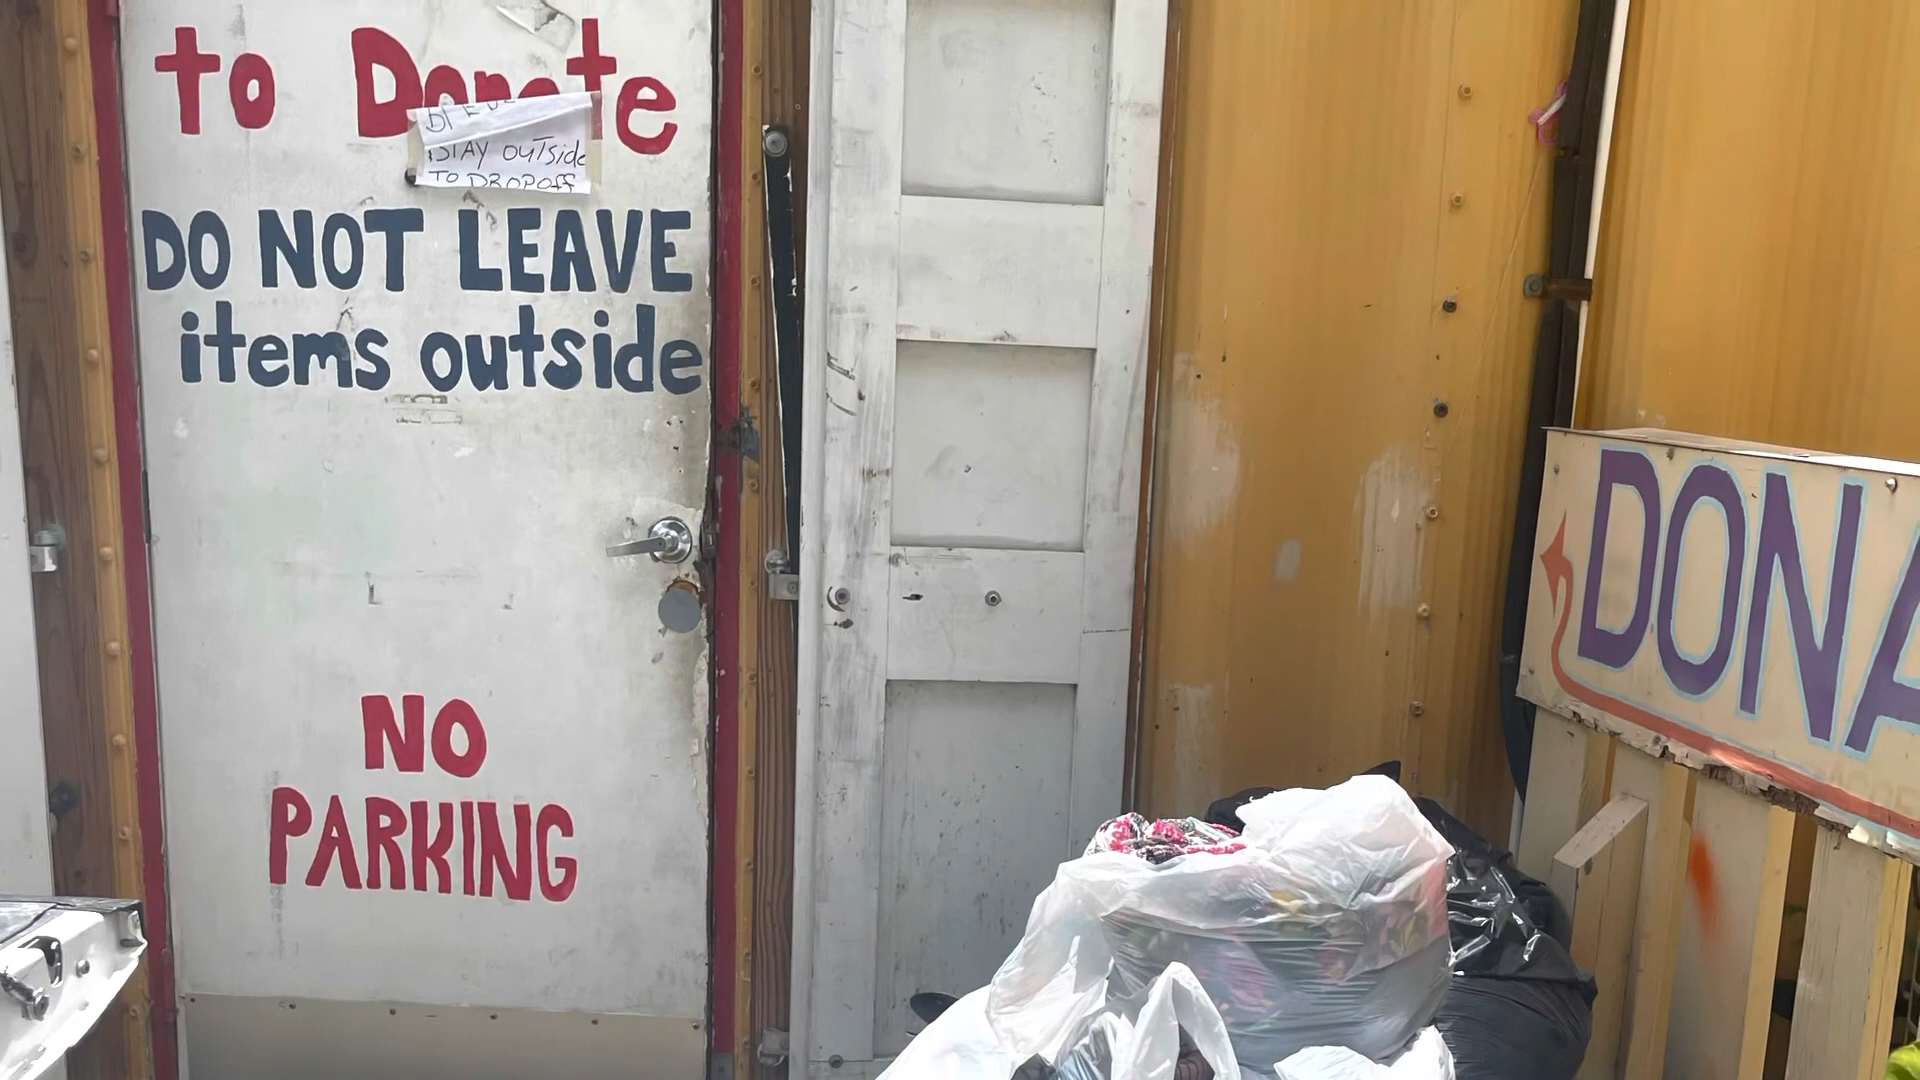 to Donate
STAY OUTSide
TO DROPOff
DO NOT LEAVE
items outside
NO
PARKING
DONA